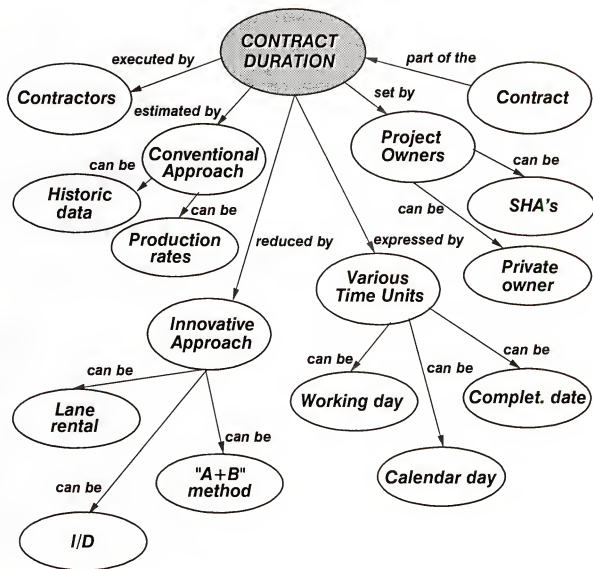 CONTRACT
DURATION
executed by
part of the
Contractors
estimated by
set by
Contract
Conventional
Approach
Project
Owners
can be
can be
Historic
data
can be
SHA's
Production
rates
can be
reduced by
expressed by
Private
owner
Various
Time Units
Innovative
Approach
can be
can be
can be
can be
Lane
rental
Working day
Complet. date
can be
"A+B"
method
Calendar day
can be
I/D